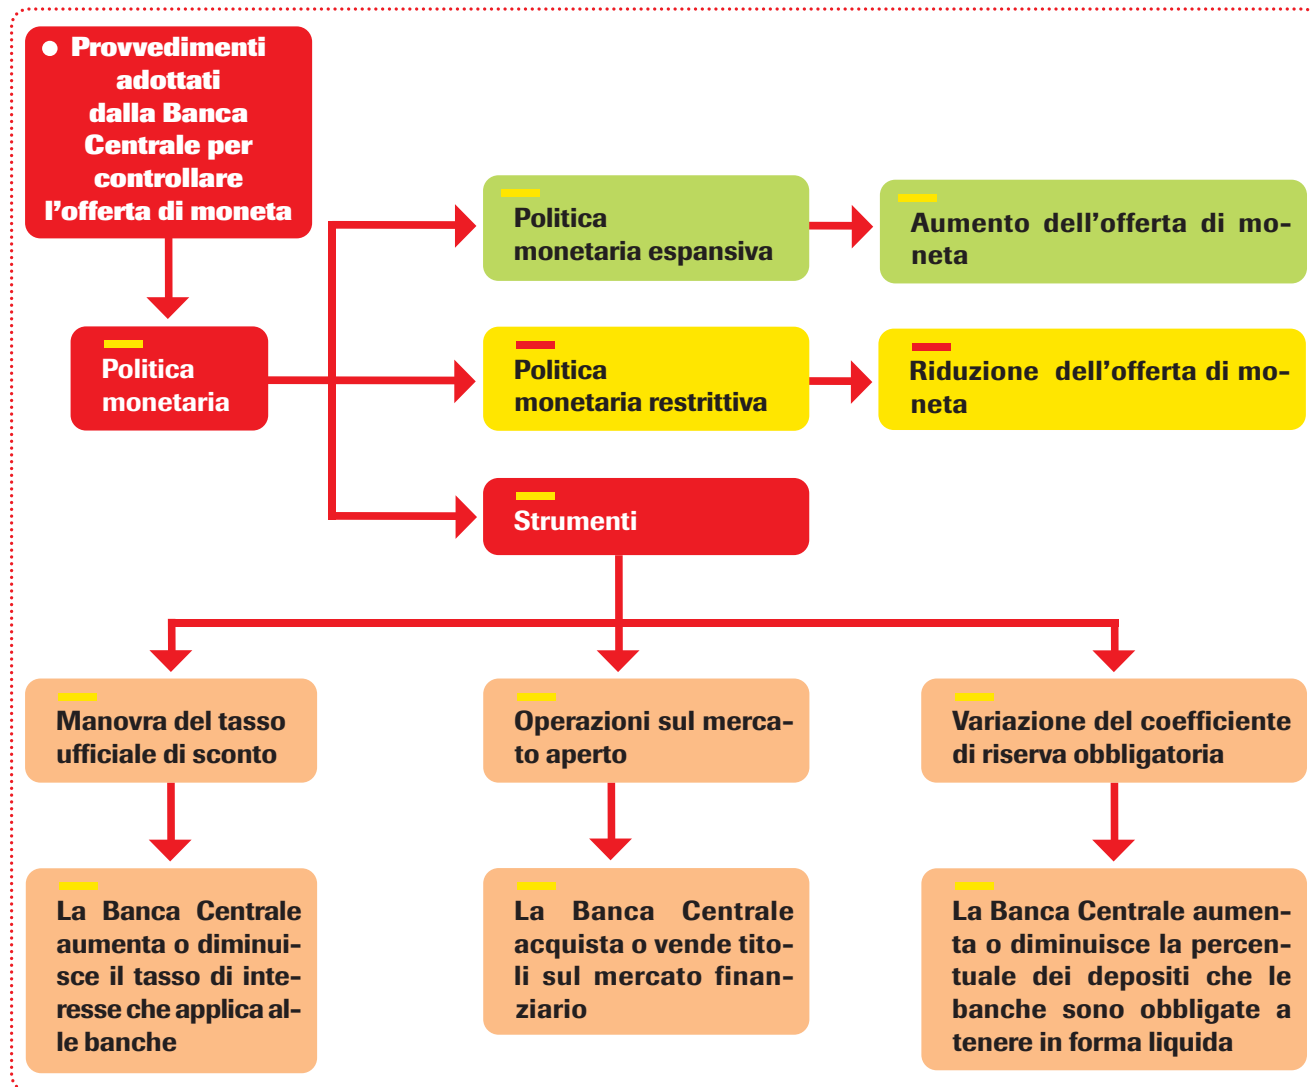 ● Provvedimenti
adottati
dalla Banca
Centrale per
controllare
l'offerta di moneta
Politica
monetaria
Politica
monetaria espansiva
Aumento dell'offerta di mo-
neta
Politica
monetaria restrittiva
Riduzione dell'offerta di mo-
neta
Strumenti
Manovra del tasso
ufficiale di sconto
Operazioni sul merca-
to aperto
Variazione del coefficiente
di riserva obbligatoria
La Banca Centrale
aumenta o diminui-
sce il tasso di inte-
resse che applica al-
le banche
La Banca Centrale
acquista o vende tito-
li sul mercato finan-
ziario
La Banca Centrale aumen-
ta o diminuisce la percen-
tuale dei depositi che le
banche sono obbligate a
tenere in forma liquida